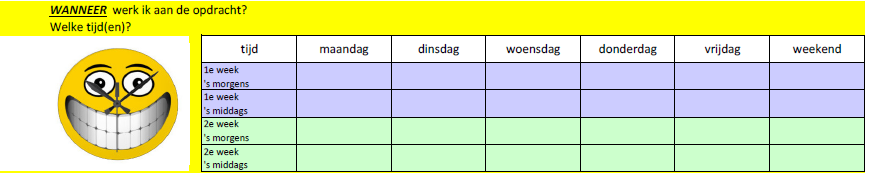 WANNEER werk ik aan de opdracht?
Welke tijd(en)?
tijd maandag dinsdag woensdag donderdag vrijdag weekend
1e week
's morgens
1e week
's middags
2e week
's morgens
2e week
's middags